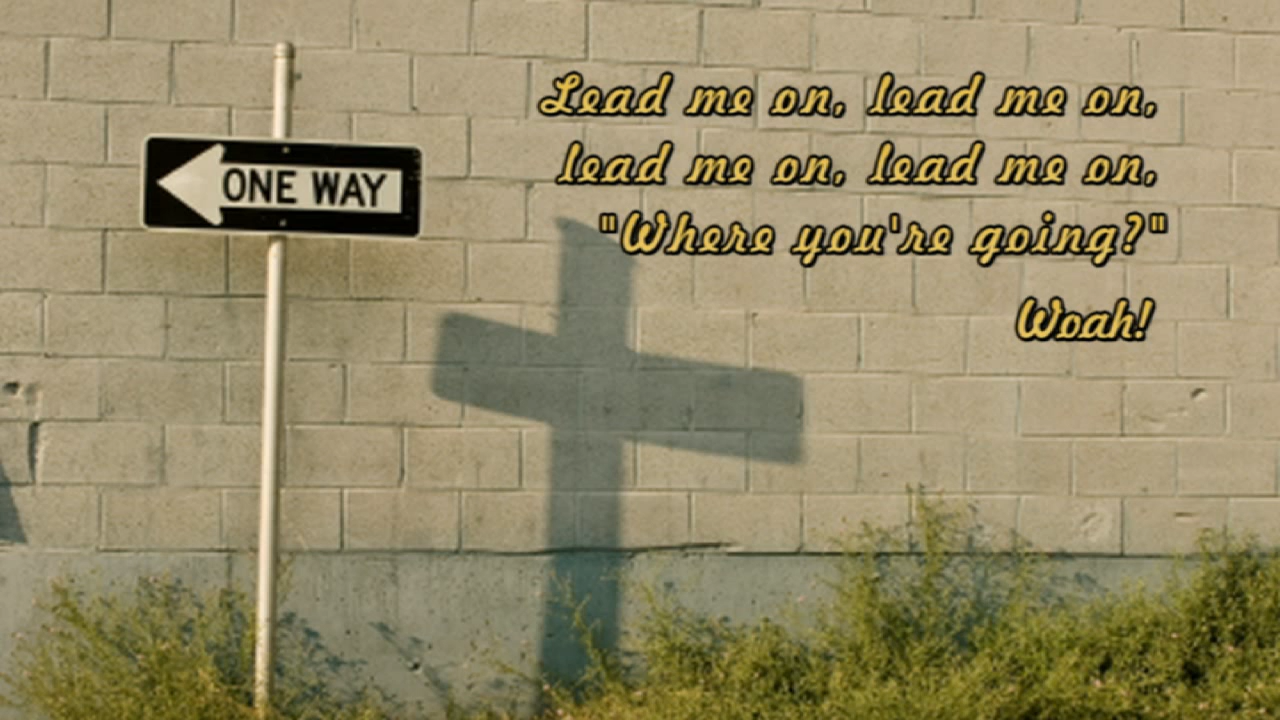 ONE WAY
Lead me on, lead me on,
lead me on, lead me on,
"Where you're going?"
Woah!